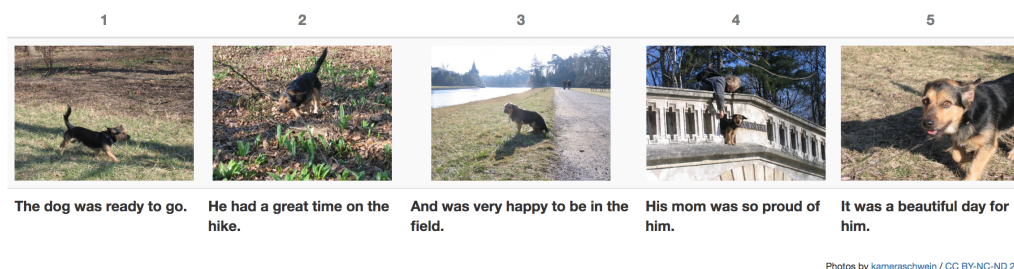 1 2 3 4 5
The dog was ready to go.
He had a great time on the
hike.
And was very happy to be in the
field.
His mom was so proud of
him.
It was a beautiful day for
him.
Photos by kameraschwein / CC BY-NC-ND 2